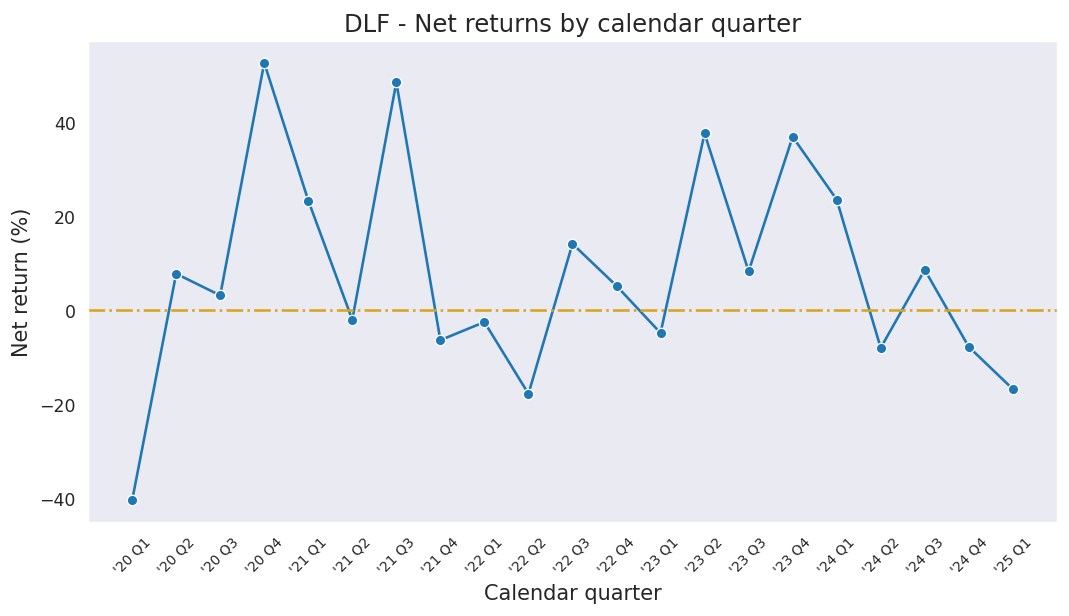 DLF - Net returns by calendar quarter
Net return (%)
40
20
0
−20
−40
'20 Q1
'20 Q2
'20 Q3
'20 Q4
'21 Q1
'21 Q2
'21 Q3
'21 Q4
'22 Q1
'22 Q2
'22 Q3
'22 Q4
'23 Q1
'23 Q2
'23 Q3
'23 Q4
'24 Q1
'24 Q2
'24 Q3
'24 Q4
'25 Q1
Calendar quarter